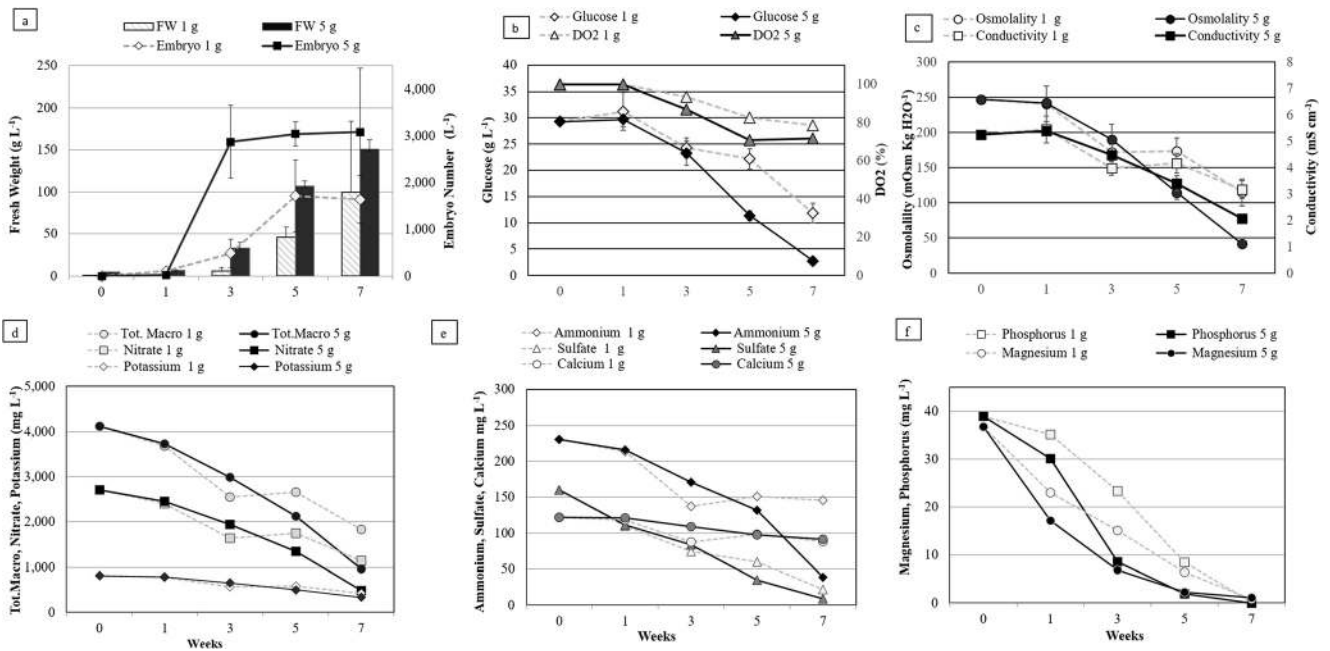 a
FW 1 g FW 5 g
Embryo 1 g Embryo 5 g
Fresh Weight (g L-1)
250
200
150
100
50
0
4,000
3,000
2,000
1,000
0
Embryo Number (L-1)
0 1 3 5 7
b
Glucose 1 g Glucose 5 g
DO2 1 g DO2 5 g
Glucose (g L-1)
40
35
30
25
20
15
10
5
0
100
80
60
40
20
0
DO2 (%)
0 1 3 5 7
c
Osmolality 1 g Osmolality 5 g
Conductivity 1 g Conductivity 5 g
Osmolalility (mOsm Kg H2O-1)
300
250
200
150
100
50
0
8
7
6
5
4
3
2
1
0
Conductivity (mS cm-1)
0 1 3 5 7
d
Tot. Macro 1 g Tot.Macro 5 g
Nitrate 1 g Nitrate 5 g
Potassium 1 g Potassium 5 g
Tot.Macro, Nitrate, Potassium (mg L-1)
5,000
4,000
3,000
2,000
1,000
0
0 1 3 5 7
Weeks
e
Ammonium 1 g Ammonium 5 g
Sulfate 1 g Sulfate 5 g
Calcium 1 g Calcium 5 g
Ammonium, Sulfate, Calcium mg L-1)
300
250
200
150
100
50
0
0 1 3 5 7
Weeks
f
Phosphorus 1 g Phosphorus 5 g
Magnesium 1 g Magnesium 5 g
Magnesium, Phosphorus (mg L-1)
40
30
20
10
0
0 1 3 5 7
Weeks